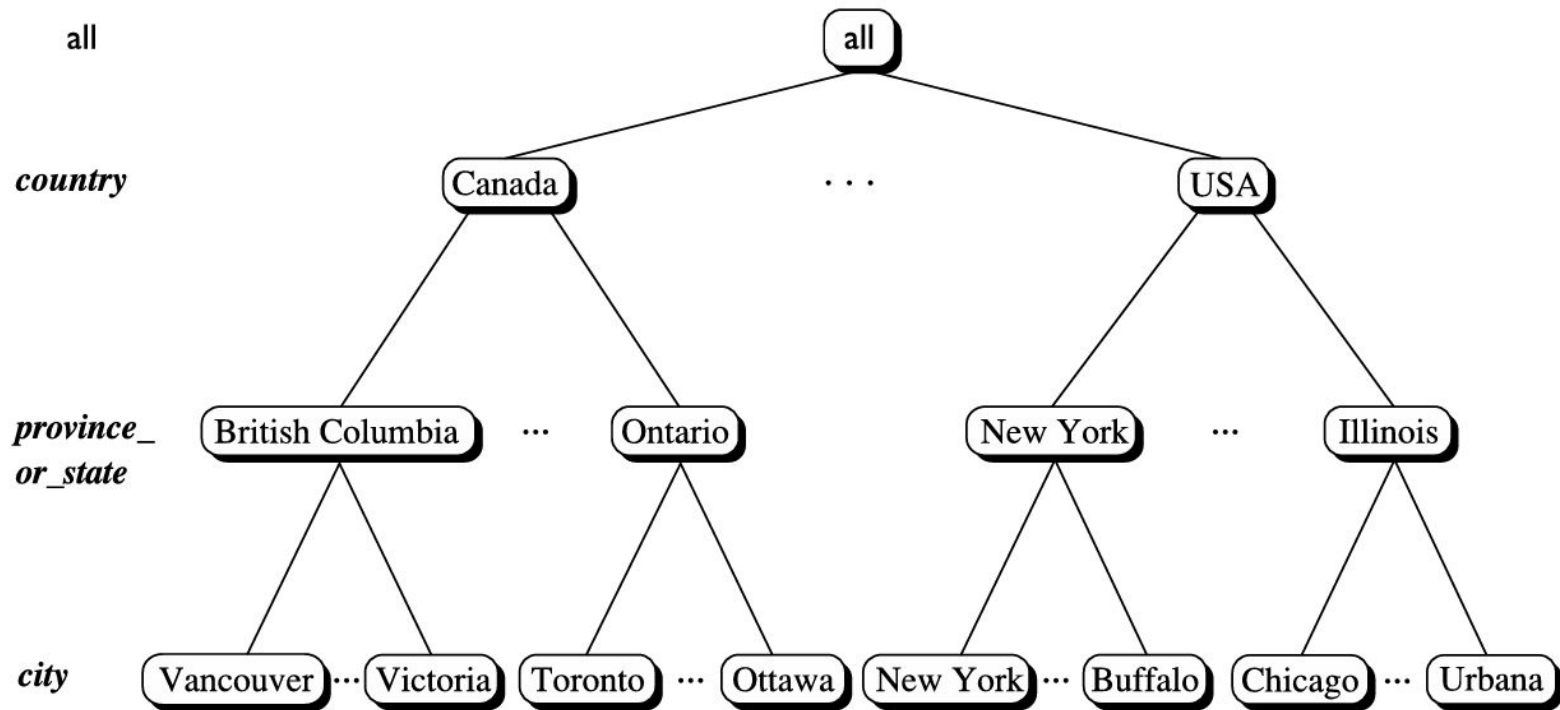 all all
country Canada . . . USA
province_ British Columbia ... Ontario New York ... Illinois
or_state
city Vancouver ... Victoria Toronto ... Ottawa New York ... Buffalo Chicago ... Urbana